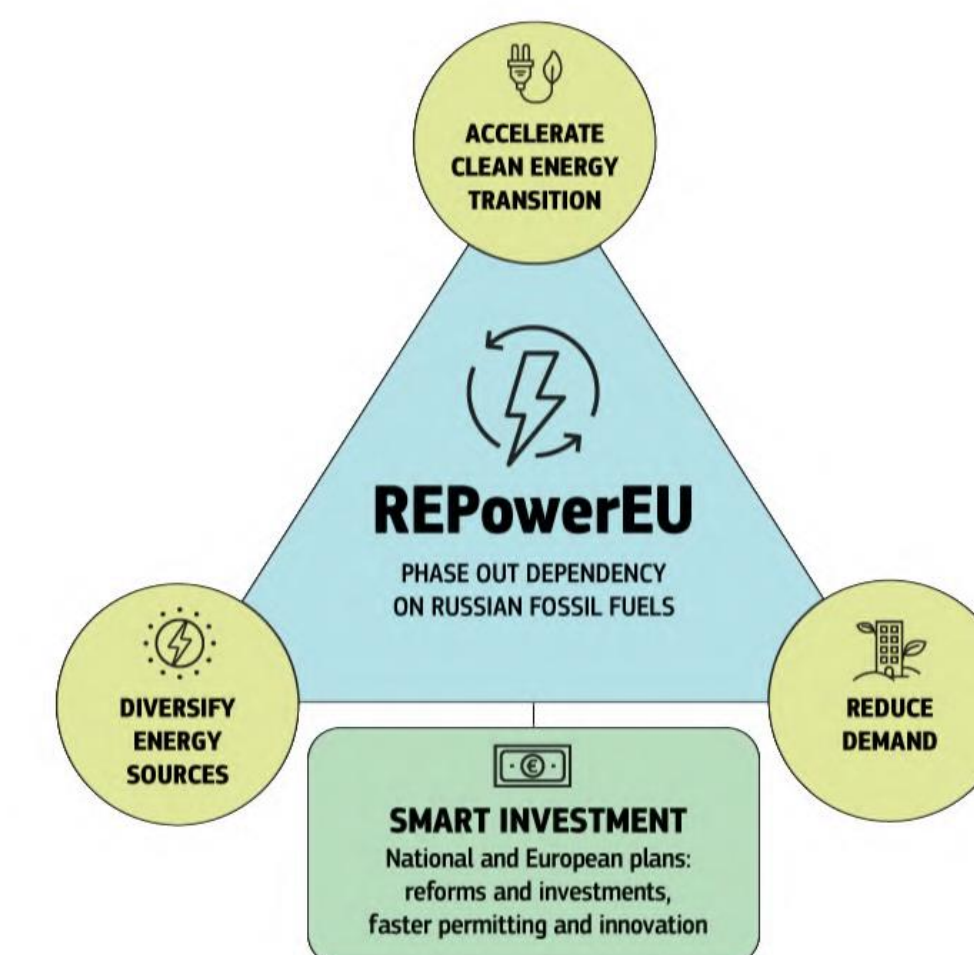 ACCELERATE
CLEAN ENERGY
TRANSITION
REPowerEU
PHASE OUT DEPENDENCY
ON RUSSIAN FOSSIL FUELS
DIVERSIFY
ENERGY
SOURCES
REDUCE
DEMAND
€
SMART INVESTMENT
National and European plans:
reforms and investments,
faster permitting and innovation